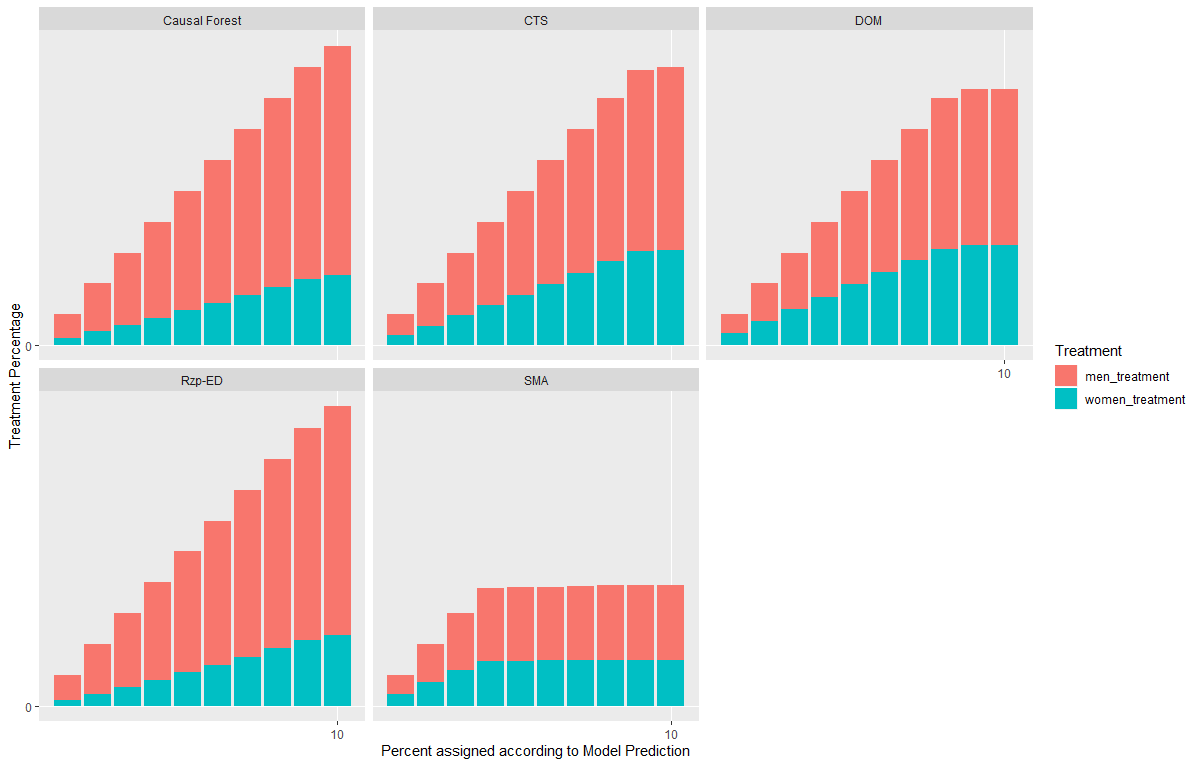 Causal Forest
CTS
DOM
0
10
Rzp-ED
SMA
0
10
10
Treatment Percentage
Percent assigned according to Model Prediction
Treatment
men_treatment
women_treatment